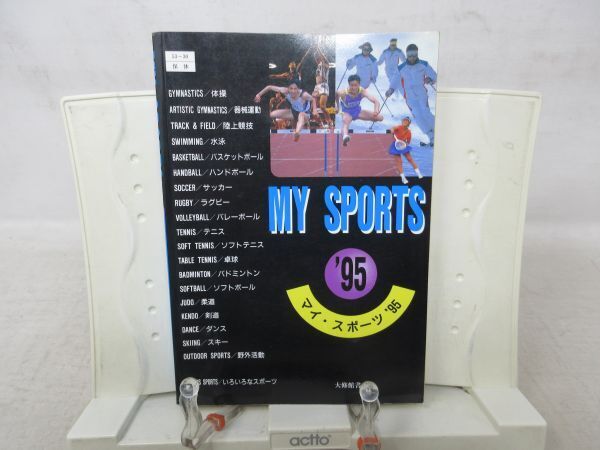 53-30
保体
GYMNASTICS/体操
ARTISTIC GYMNASTICS/器械運動
TRACK & FIELD/陸上競技
SWIMMING/水泳
BASKETBALL/バスケットボール
HANDBALL/ハンドボール
SOCCER/サッカー
RUGBY/ラグビー
VOLLEYBALL/バレーボール
TENNIS/テニス
SOFT TENNIS/ソフトテニス
TABLE TENNIS/卓球
BADMINTON/バドミントン
SOFTBALL/ソフトボール
JUDO/柔道
KENDO/剣道
DANCE/ダンス
SKIING/スキー
OUTDOOR SPORTS/野外活動
SPORTS/いろいろなスポーツ
MY SPORTS
'95
マイ・スポーツ'95
大修館書
actto